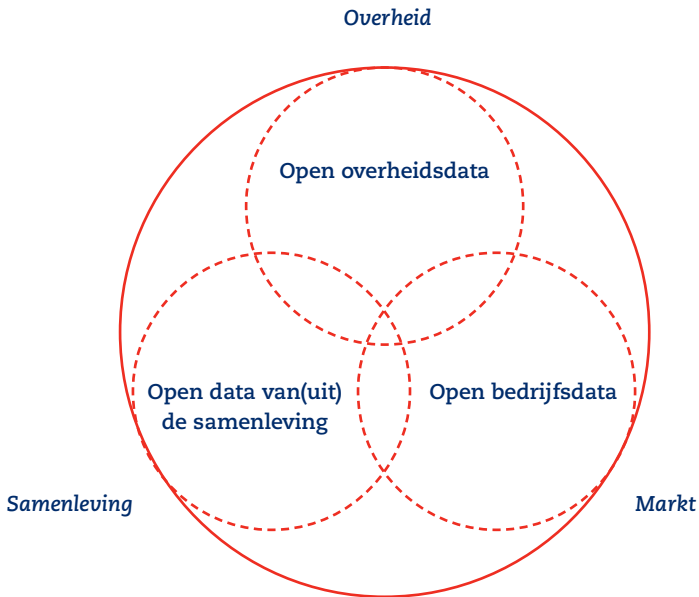 Overheid
Open overheidsdata
Open data van(uit)
de samenleving
Open bedrijfsdata
Samenleving
Markt